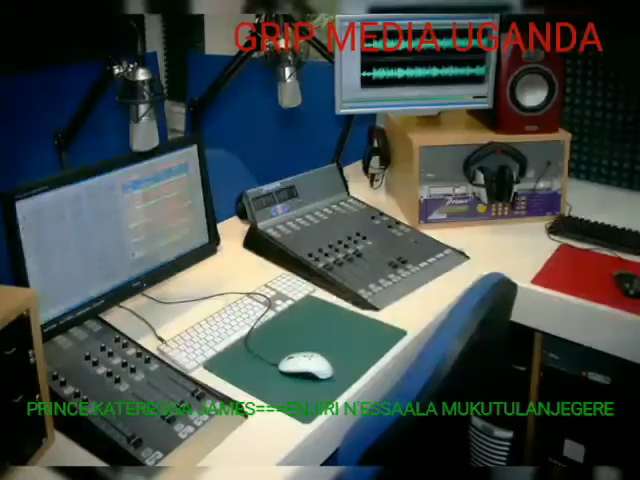 GRIP MEDIA UGANDA
PRINCE KATEREGGA JAMES===ENJIRI N'ESSAALA MUKUTULANJEGERE